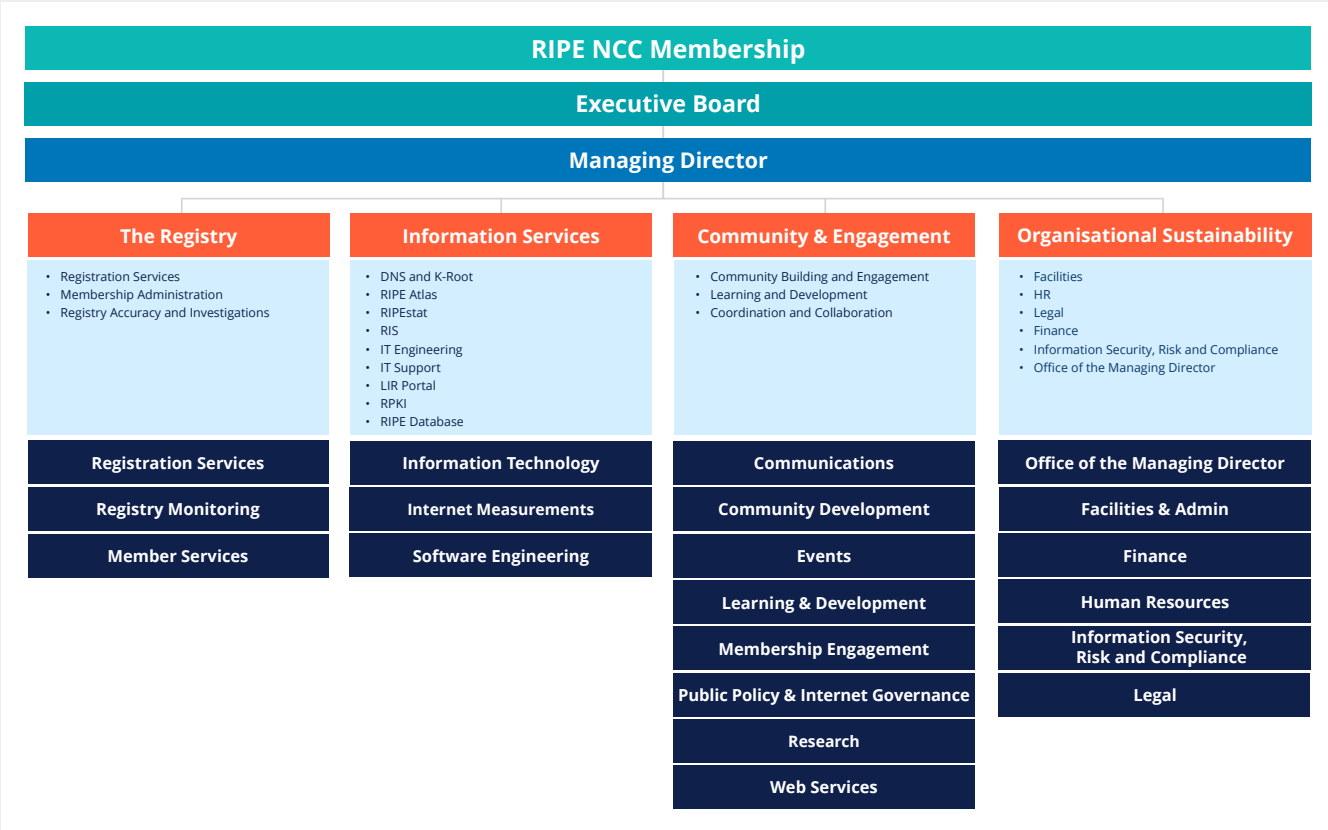 RIPE NCC Membership
Executive Board
Managing Director
The Registry
• Registration Services
• Membership Administration
• Registry Accuracy and Investigations
Registration Services
Registry Monitoring
Member Services
Information Services
• DNS and K-Root
• RIPE Atlas
• RIPEstat
• RIS
• IT Engineering
• IT Support
• LIR Portal
• RPKI
• RIPE Database
Information Technology
Internet Measurements
Software Engineering
Community & Engagement
• Community Building and Engagement
• Learning and Development
• Coordination and Collaboration
Communications
Community Development
Events
Learning & Development
Membership Engagement
Public Policy & Internet Governance
Research
Web Services
Organisational Sustainability
• Facilities
• HR
• Legal
• Finance
• Information Security, Risk and Compliance
• Office of the Managing Director
Office of the Managing Director
Facilities & Admin
Finance
Human Resources
Information Security,
Risk and Compliance
Legal